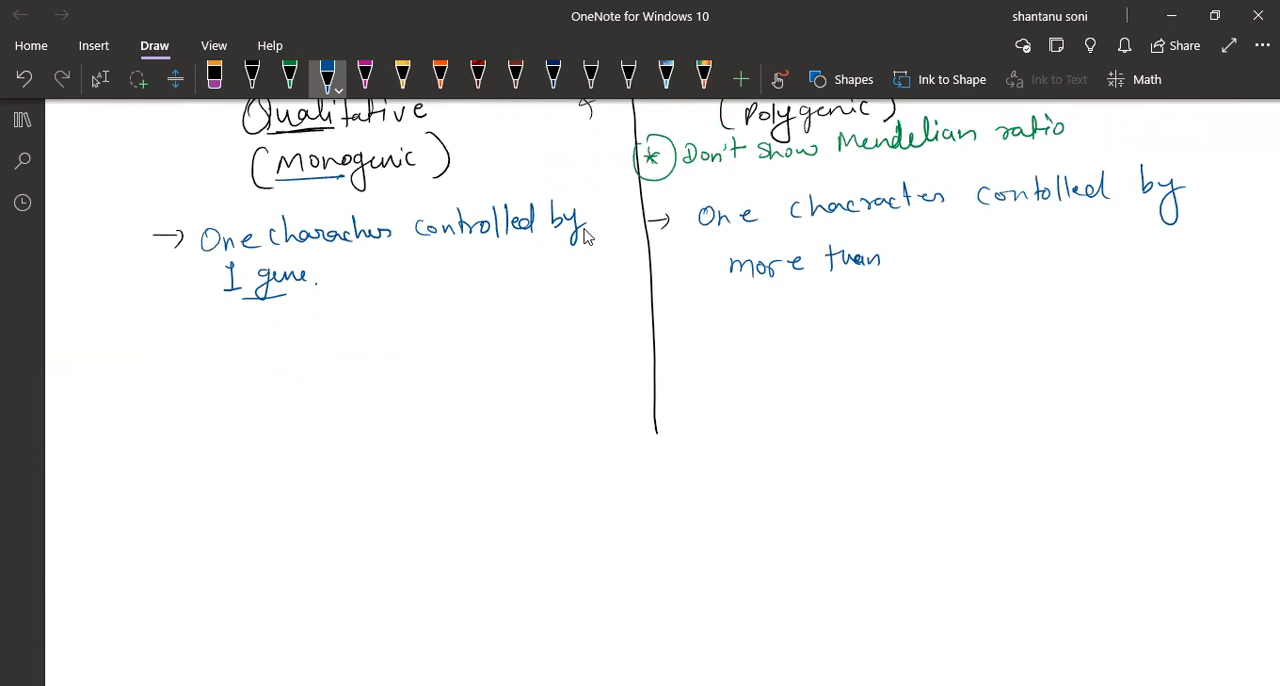 OneNote for Windows 10
shantanu soni
Home
Insert
Draw
View
Help
Share
Shapes
Ink to Shape
Ink to Text
Math
Qualitative
(Monogenic)
→ One character controlled by
1 gene.
(Polygenic)
* Don't show Mendelian ratio
→ One character contolled by
more than